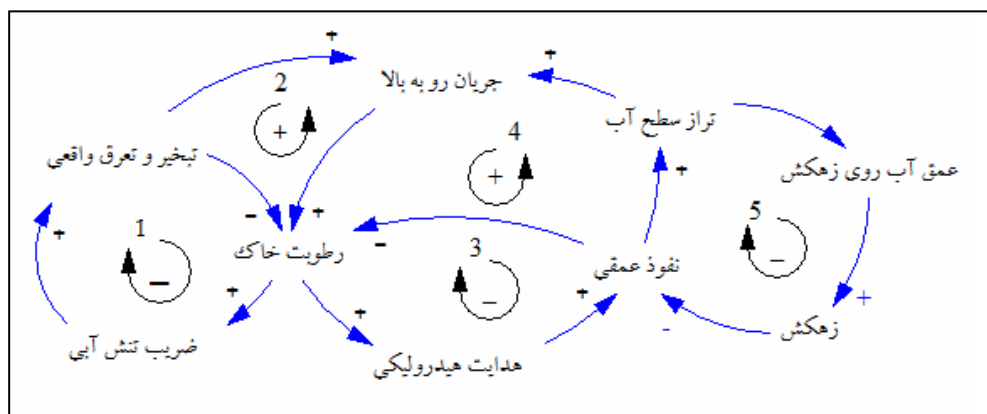 +
+
2
جریان رو به بالا
+
تراز سطح آب
4
+
تبخیر و تعرق واقعی
عمق آب روی زهکش
+
-
+
+
1
رطوبت خاک
-
3
5
نفوذ عمقی
-
-
-
+
+
+
+
-
زهکش
+
ضریب تنش آبی
هدایت هیدرولیکی